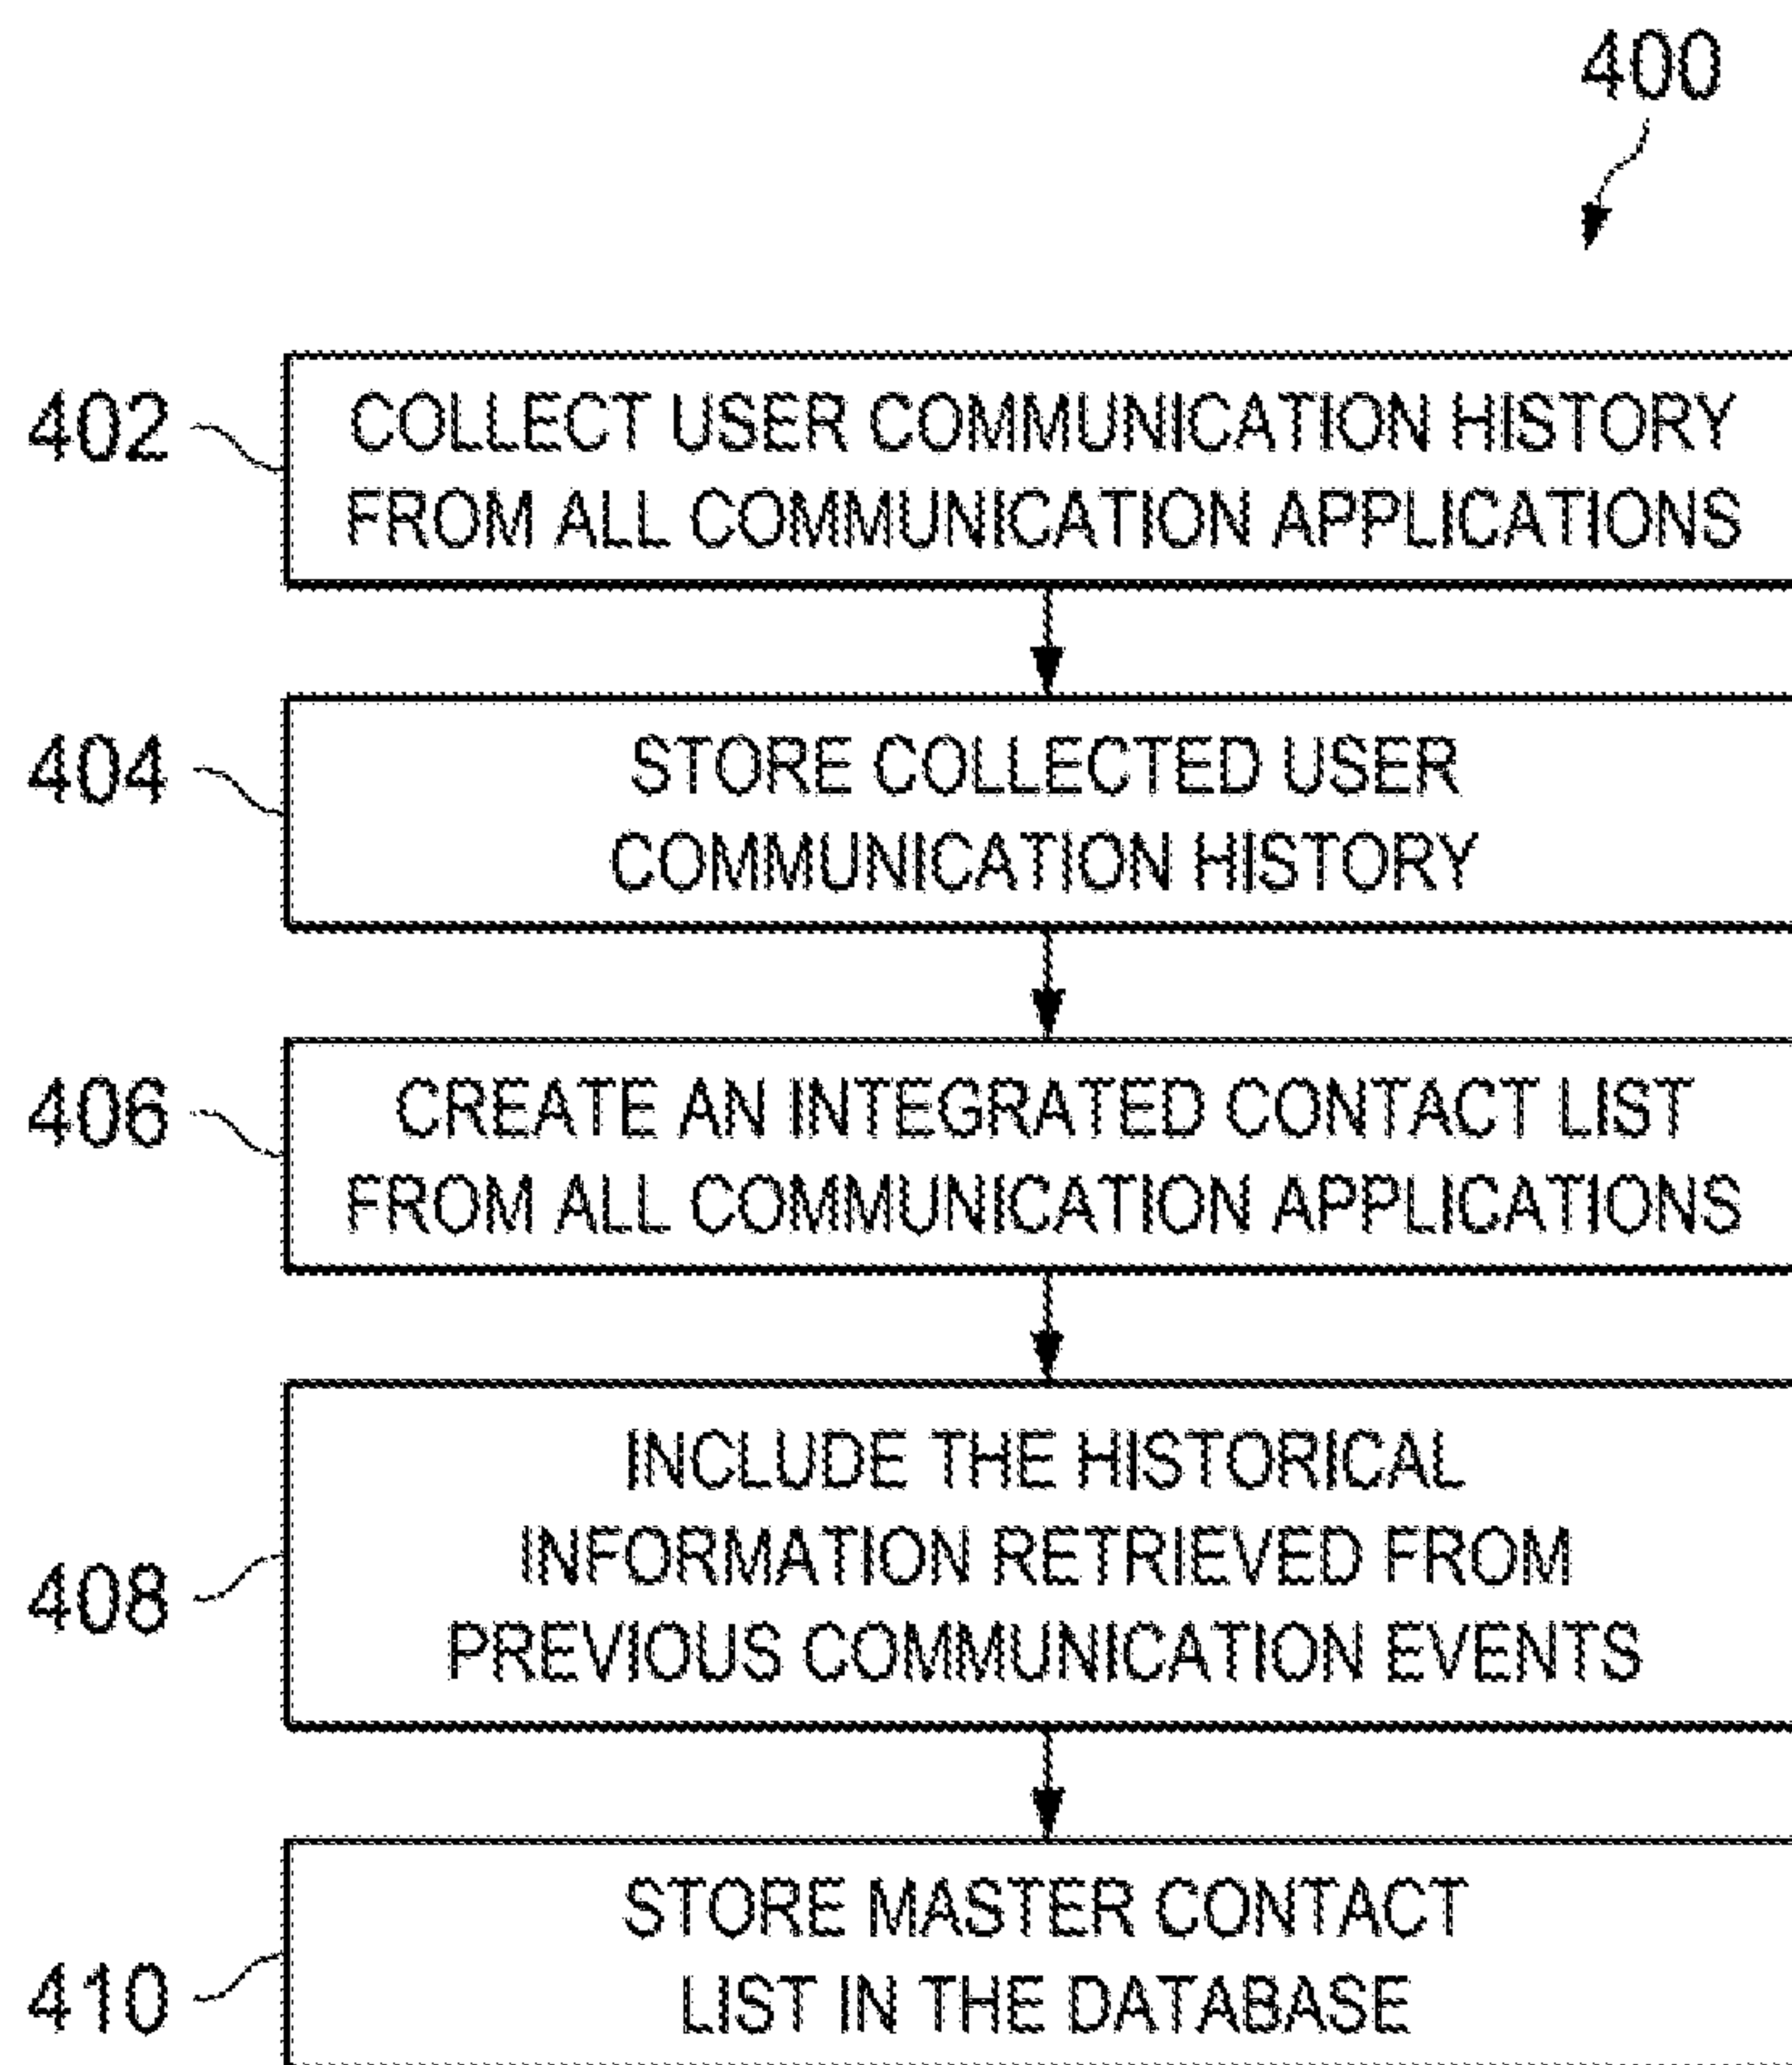 400
402
COLLECT USER COMMUNICATION HISTORY
FROM ALL COMMUNICATION APPLICATIONS
404
STORE COLLECTED USER
COMMUNICATION HISTORY
406
CREATE AN INTEGRATED CONTACT LIST
FROM ALL COMMUNICATION APPLICATIONS
408
INCLUDE THE HISTORICAL
INFORMATION RETRIEVED FROM
PREVIOUS COMMUNICATION EVENTS
410
STORE MASTER CONTACT
LIST IN THE DATABASE